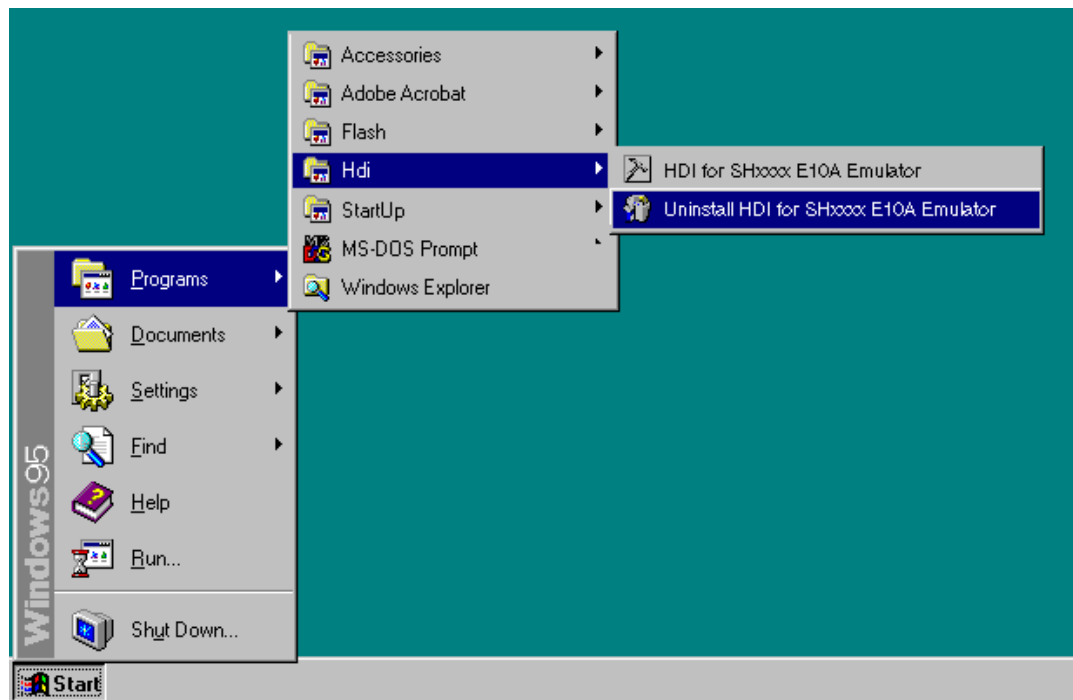 Accessories
Adobe Acrobat
Flash
Hdi
StartUp
MS-DOS Prompt
Windows Explorer
HDI for SHxxxx E10A Emulator
Uninstall HDI for SHxxxx E10A Emulator
Programs
Documents
Settings
Find
Help
Run...
Shut Down...
Windows95
Start